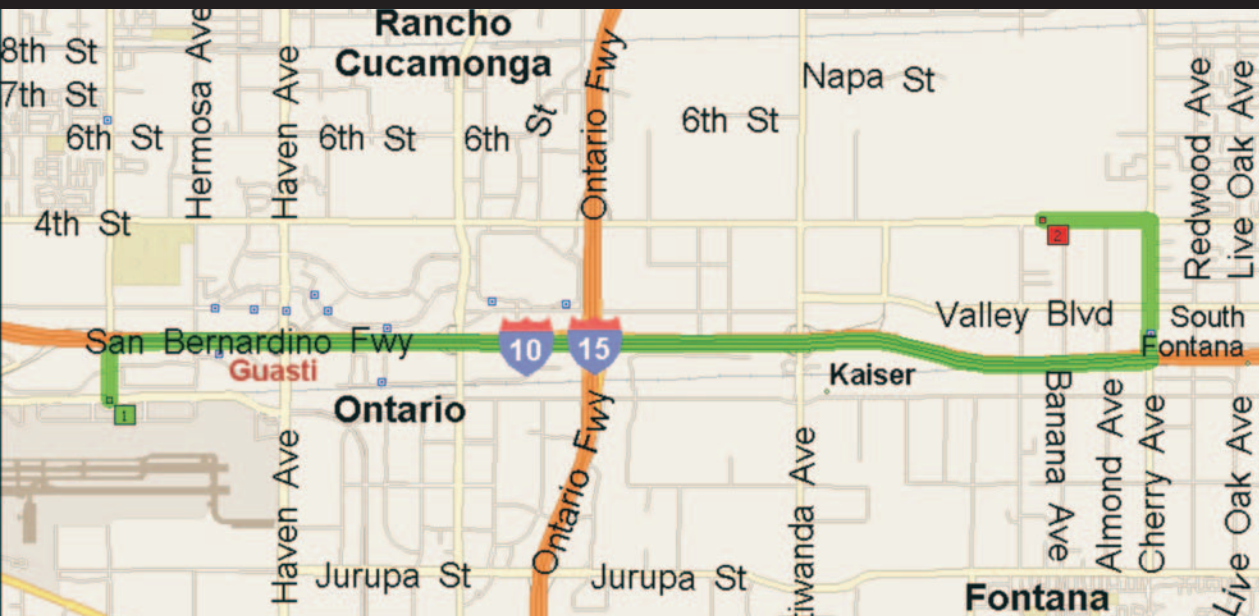 Rancho
Cucamonga
8th St
7th St
6th St
6th St
6th St
6th St
Napa St
Hermosa Ave
Haven Ave
Ontario Fwy
Redwood Ave
Live Oak Ave
4th St
2
Valley Blvd
South
Fontana
San Bernardino Fwy
10
15
Guasti
Kaiser
1
Ontario
Ontario Fwy
Haven Ave
tiwanda Ave
Banana Ave
Almond Ave
Cherry Ave
Live Oak Ave
Jurupa St
Jurupa St
Fontana